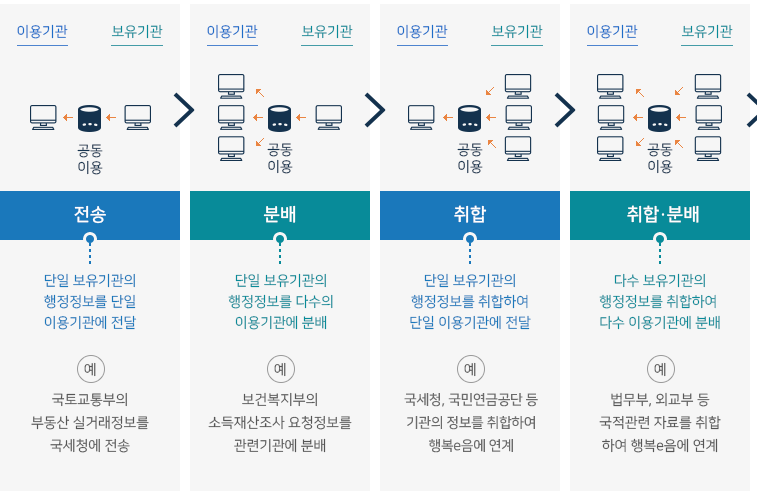 이용기관 보유기관
공동
이용
전송
단일 보유기관의
행정정보를 단일
이용기관에 전달
예
국토교통부의
부동산 실거래정보를
국세청에 전송
이용기관 보유기관
공동
이용
분배
단일 보유기관의
행정정보를 다수의
이용기관에 분배
예
보건복지부의
소득재산조사 요청정보를
관련기관에 분배
이용기관 보유기관
공동
이용
취합
단일 보유기관의
행정정보를 취합하여
단일 이용기관에 전달
예
국세청, 국민연금공단 등
기관의 정보를 취합하여
행복e음에 연계
이용기관 보유기관
공동
이용
취합·분배
다수 보유기관의
행정정보를 취합하여
다수 이용기관에 분배
예
법무부, 외교부 등
국적관련 자료를 취합
하여 행복e음에 연계